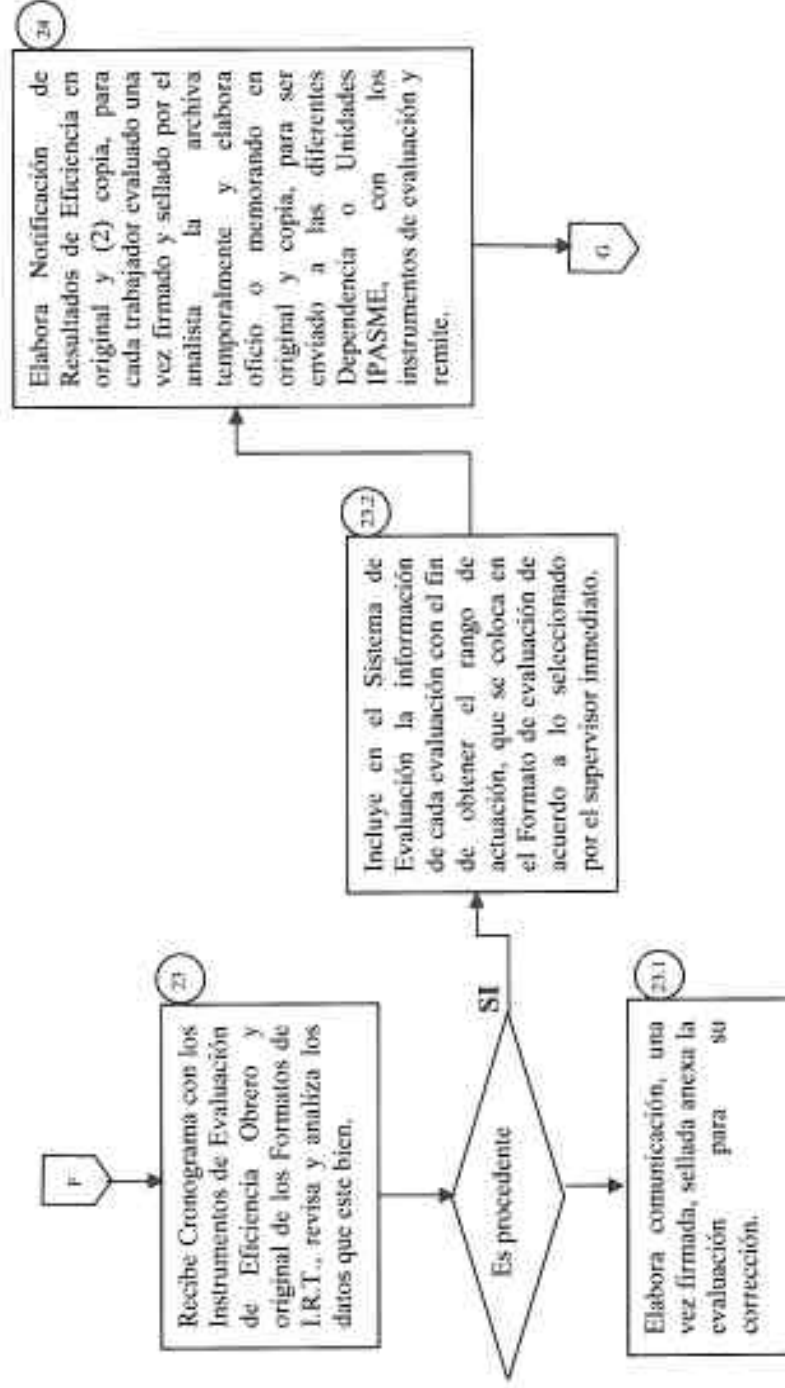 F
23
Recibe Cronograma con los
Instrumentos de Evaluación
de Eficiencia Obrero y
original de los Formatos de
I.R.T., revisa y analiza los
datos que este bien.
Es procedente
SI
23.1
Elabora comunicación, una
vez firmada, sellada anexa la
evaluación para su
corrección.
23.2
Incluye en el Sistema de
Evaluación la información
de cada evaluación con el fin
de obtener el rango de
actuación, que se coloca en
el Formato de evaluación de
acuerdo a lo seleccionado
por el supervisor inmediato.
24
Elabora Notificación de
Resultados de Eficiencia en
original y (2) copia, para
cada trabajador evaluado una
vez firmado y sellado por el
analista la archiva
temporalmente y elabora
oficio o memorando en
original y copia, para ser
enviado a las diferentes
Dependencia o Unidades
IPASME, con los
instrumentos de evaluación y
remite.
G